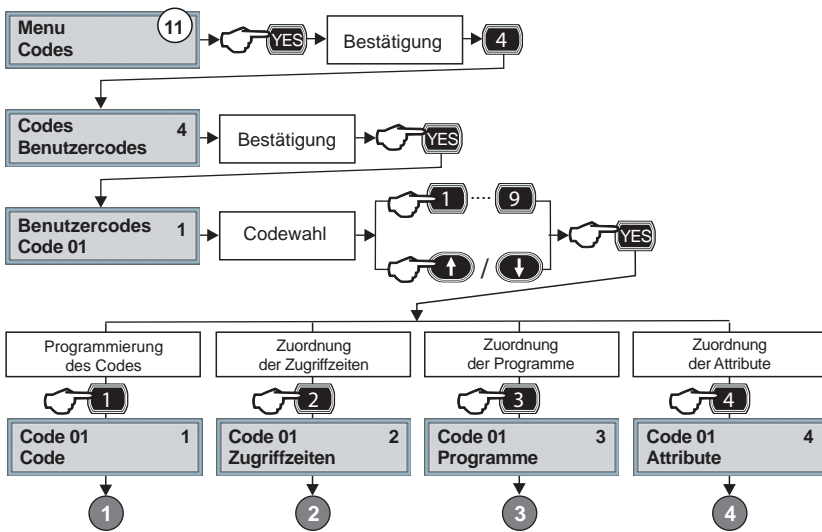 Menu 11
Codes
YES
Bestätigung
4
Codes 4
Benutzercodes
Bestätigung
YES
Benutzercodes 1
Code 01
Codewahl
1 .... 9
/
YES
Programmierung
des Codes
Zuordnung
der Zugriffzeiten
Zuordnung
der Programme
Zuordnung
der Attribute
1
2
3
4
Code 01 1
Code
Code 01 2
Zugriffzeiten
Code 01 3
Programme
Code 01 4
Attribute
1
2
3
4